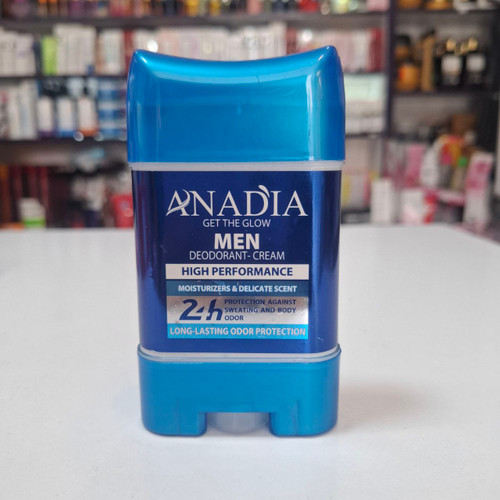 ANADIA
GET THE GLOW
MEN
DEODORANT- CREAM
HIGH PERFORMANCE
MOISTURIZERS & DELICATE SCENT
24h PROTECTION AGAINST
SWEATING AND BODY
ODOR
LONG-LASTING ODOR PROTECTION